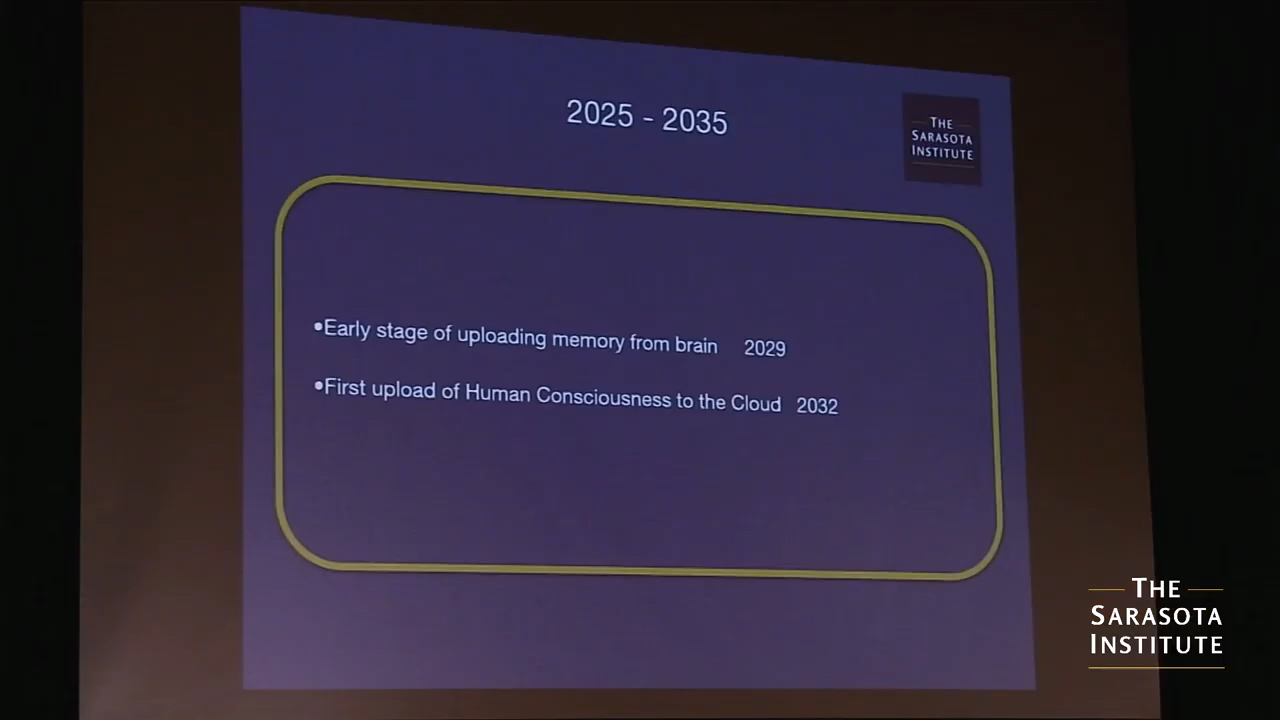 2025 - 2035
THE
SARASOTA
INSTITUTE
•Early stage of uploading memory from brain 2029
•First upload of Human Consciousness to the Cloud 2032
THE
SARASOTA
INSTITUTE